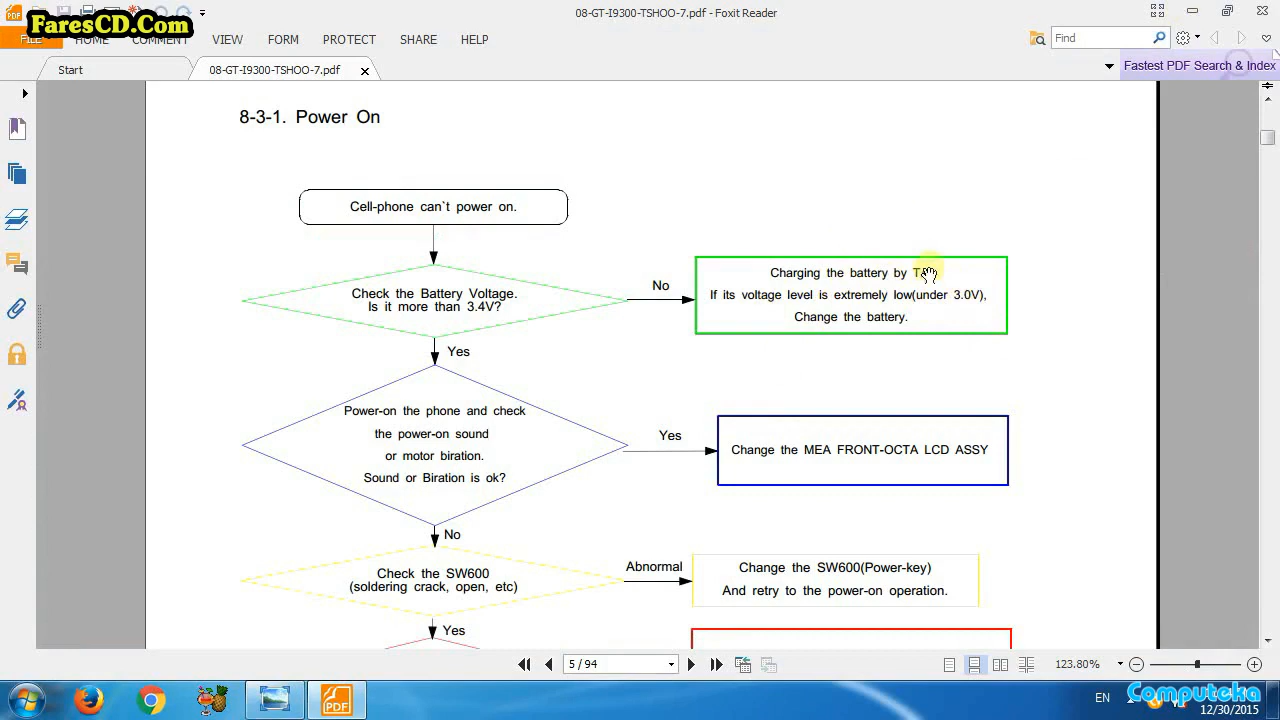 08-GT-I9300-TSHOO-7.pdf - Foxit Reader
FaresCD.Com
FILE HOME COMMENT VIEW FORM PROTECT SHARE HELP
Find
Start
08-GT-I9300-TSHOO-7.pdf
Fastest PDF Search & Index
8-3-1. Power On
Cell-phone can`t power on.
Check the Battery Voltage.
Is it more than 3.4V?
No
Charging the battery by
If its voltage level is extremely low(under 3.0V),
Change the battery.
Yes
Power-on the phone and check
the power-on sound
or motor biration.
Sound or Biration is ok?
Yes
Change the MEA FRONT-OCTA LCD ASSY
No
Check the SW600
(soldering crack, open, etc)
Abnormal
Change the SW600(Power-key)
And retry to the power-on operation.
Yes
5 / 94
123.80%
EN
Computeka
12/30/2015